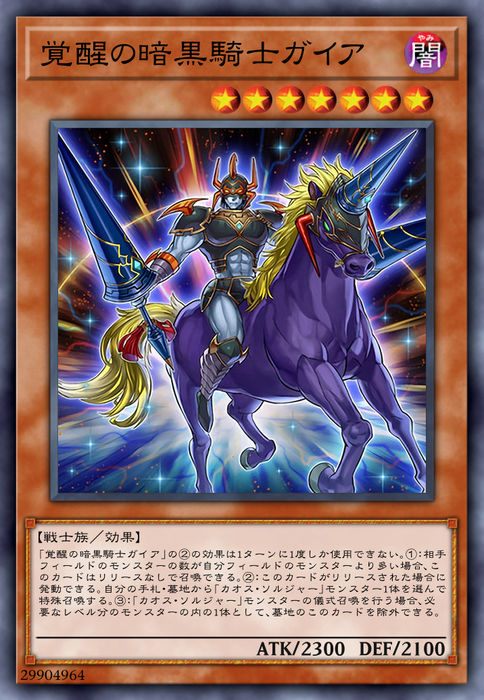 覚醒の暗黒騎士ガイア
やみ
闇
【戦士族／効果】
「覚醒の暗黒騎士ガイア」の②の効果は1ターンに1度しか使用できない。①:相手
フィールドのモンスターの数が自分フィールドのモンスターより多い場合、こ
のカードはリリースなしで召喚できる。②:このカードがリリースされた場合に
発動できる。自分の手札・墓地から「カオス・ソルジャー」モンスター1体を選んで
特殊召喚する。③:「カオス・ソルジャー」モンスターの儀式召喚を行う場合、必
要なレベル分のモンスターの内の1体として、墓地のこのカードを除外できる。
ATK/2300 DEF/2100
29904964